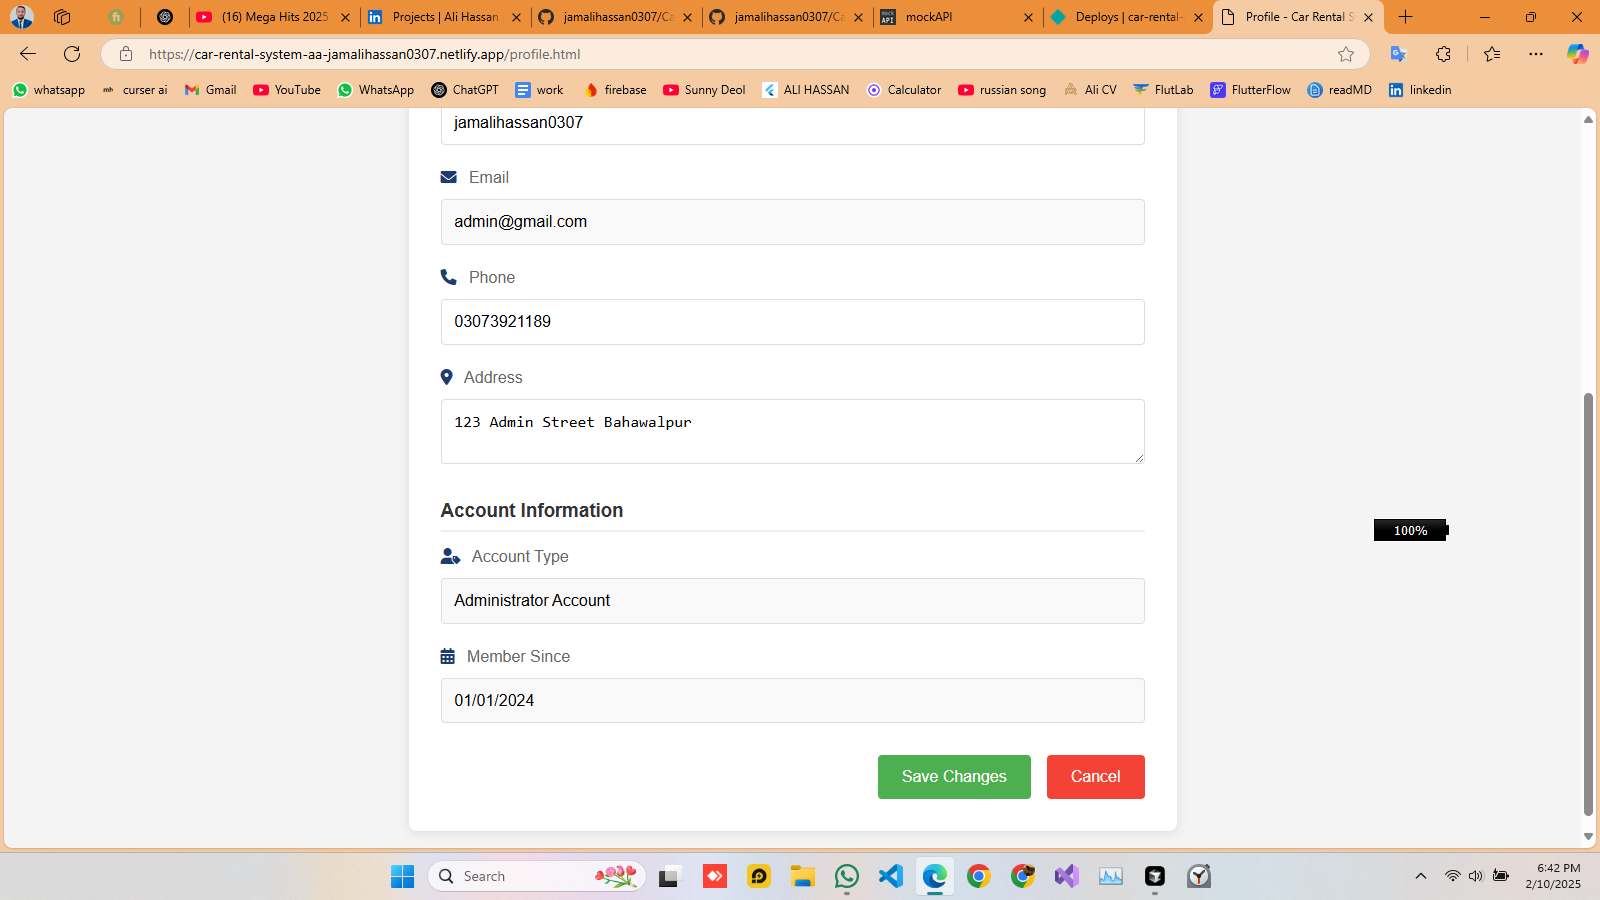 (16) Mega Hits 2025
Projects | Ali Hassan
jamalihassan0307/Ca
jamalihassan0307/Ca
mock API
mockAPI
Deploys | car-rental-
Profile - Car Rental S
https://car-rental-system-aa-jamalihassan0307.netlify.app/profile.html
whatsapp
curser ai
Gmail
YouTube
WhatsApp
ChatGPT
work
firebase
Sunny Deol
ALI HASSAN
Calculator
russian song
Ali CV
FlutLab
FlutterFlow
readMD
linkedin
jamalihassan0307
Email
admin@gmail.com
Phone
03073921189
Address
123 Admin Street Bahawalpur
Account Information
100%
Account Type
Administrator Account
Member Since
01/01/2024
Save Changes
Cancel
Search
6:42 PM
2/10/2025